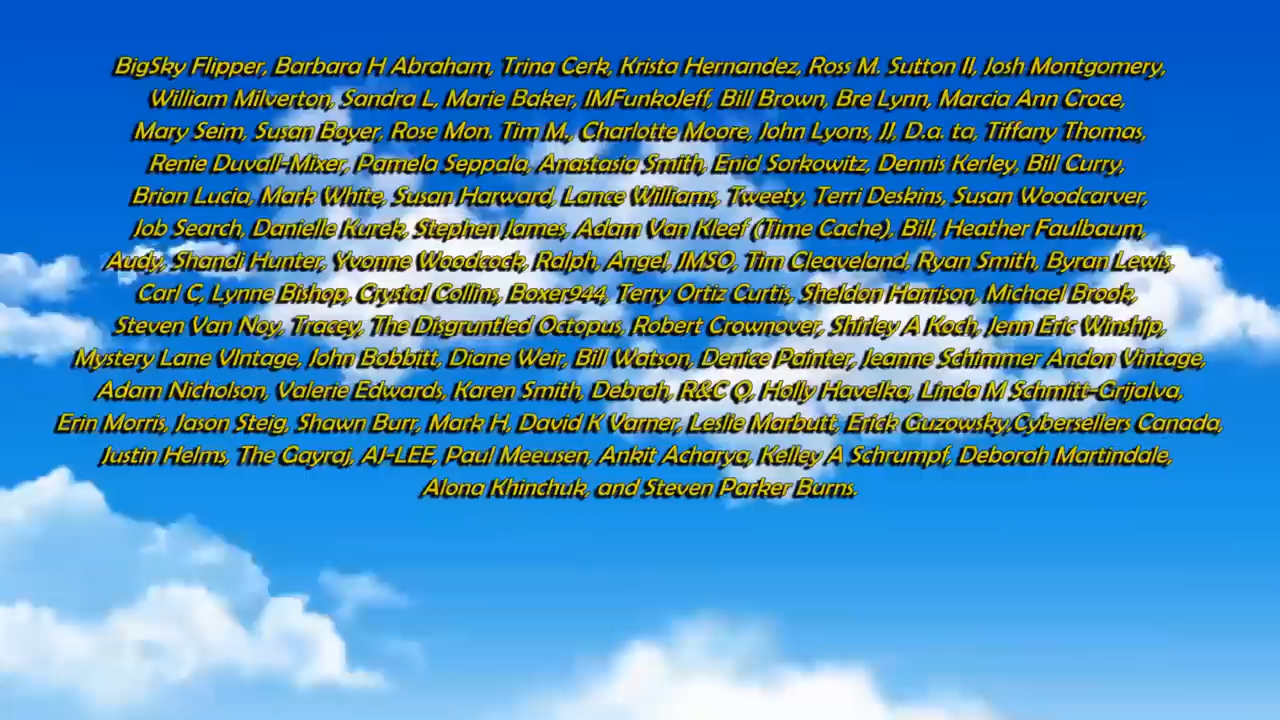 BigSky Flipper, Barbara H Abraham, Trina Cerk, Krista Hernandez, Ross M. Sutton II, Josh Montgomery,
William Milverton, Sandra L, Marie Baker, IMFunkoJeff, Bill Brown, Bre Lynn, Marcia Ann Croce,
Mary Seim, Susan Boyer, Rose Mon. Tim M., Charlotte Moore, John Lyons, JJ, D.a. ta, Tiffany Thomas,
Renie Duvall-Mixer, Pamela Seppala, Anastasia Smith, Enid Sorkowitz, Dennis Kerley, Bill Curry,
Brian Lucia, Mark White, Susan Harward, Lance Williams, Tweety, Terri Deskins, Susan Woodcarver,
Job Search, Danielle Kurek, Stephen James, Adam Van Kleef (Time Cache), Bill, Heather Faulbaum,
Audy, Shandi Hunter, Yvonne Woodcock, Ralph, Angel, JMSO, Tim Cleaveland, Ryan Smith, Byran Lewis,
Carl C, Lynne Bishop, Crystal Collins, Boxer944, Terry Ortiz Curtis, Sheldon Harrison, Michael Brook,
Steven Van Noy, Tracey, The Disgruntled Octopus, Robert Crownover, Shirley A Koch, Jenn Eric Winship,
Mystery Lane VIntage, John Bobbitt, Diane Weir, Bill Watson, Denice Painter, Jeanne Schimmer Andon Vintage,
Adam Nicholson, Valerie Edwards, Karen Smith, Debrah, R&C Q, Holly Havelka, Linda M Schmitt-Grijalva,
Erin Morris, Jason Steig, Shawn Burr, Mark H, David K Varner, Leslie Marbutt, Erick Guzowsky,Cybersellers Canada,
Justin Helms, The Gayraj, AJ-LEE, Paul Meeusen, Ankit Acharya, Kelley A Schrumpf, Deborah Martindale,
Alona Khinchuk, and Steven Parker Burns.